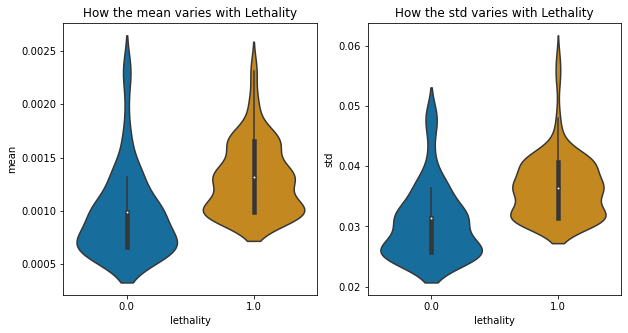 How the mean varies with Lethality
mean
0.0025
0.0020
0.0015
0.0010
0.0005
0.0
1.0
lethality
How the std varies with Lethality
std
0.06
0.05
0.04
0.03
0.02
0.0
1.0
lethality